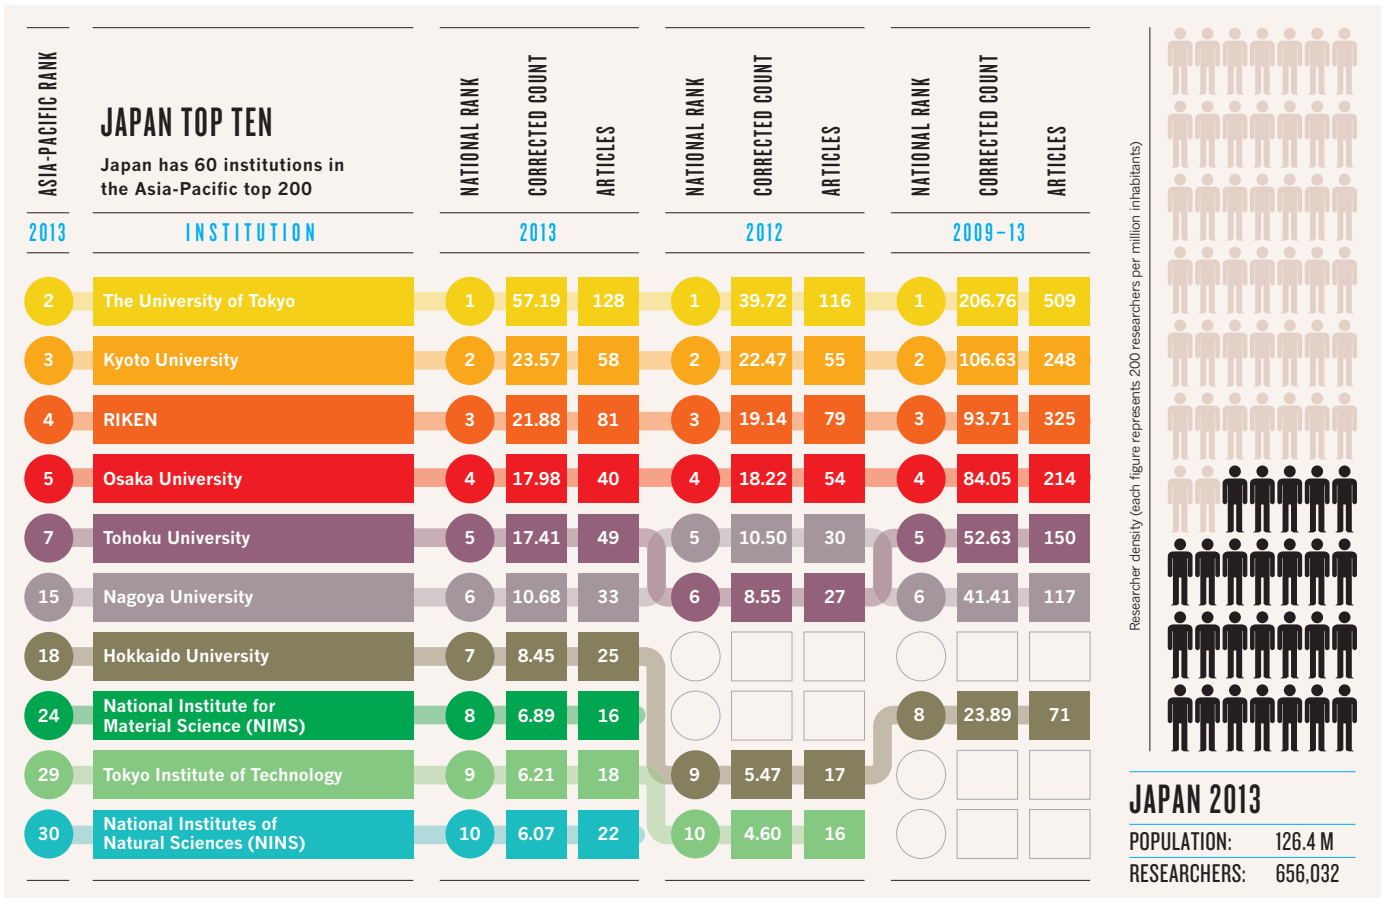 ASIA-PACIFIC RANK
JAPAN TOP TEN
Japan has 60 institutions in
the Asia-Pacific top 200
NATIONAL RANK
CORRECTED COUNT
ARTICLES
NATIONAL RANK
CORRECTED COUNT
ARTICLES
NATIONAL RANK
CORRECTED COUNT
ARTICLES
2013 INSTITUTION 2013 2012 2009–13
2 The University of Tokyo 1 57.19 128 1 39.72 116 1 206.76 509
3 Kyoto University 2 23.57 58 2 22.47 55 2 106.63 248
4 RIKEN 3 21.88 81 3 19.14 79 3 93.71 325
5 Osaka University 4 17.98 40 4 18.22 54 4 84.05 214
7 Tohoku University 5 17.41 49 5 10.50 30 5 52.63 150
15 Nagoya University 6 10.68 33 6 8.55 27 6 41.41 117
18 Hokkaido University 7 8.45 25
24 National Institute for
Material Science (NIMS) 8 6.89 16 8 23.89 71
29 Tokyo Institute of Technology 9 6.21 18 9 5.47 17
30 National Institutes of
Natural Sciences (NINS) 10 6.07 22 10 4.60 16
Researcher density (each figure represents 200 researchers per million inhabitants)
JAPAN 2013
POPULATION: 126.4 M
RESEARCHERS: 656,032